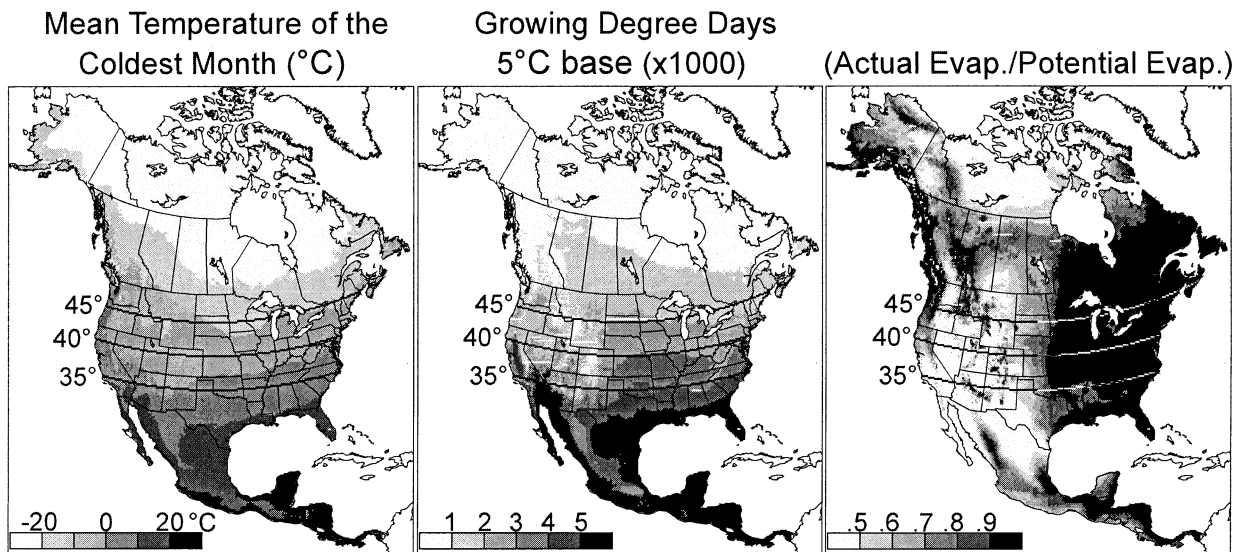 Mean Temperature of the
Coldest Month (°C)
Growing Degree Days
5°C base (x1000)
(Actual Evap./Potential Evap.)
45°
40°
35°
-20 0 20°C
45°
40°
35°
1 2 3 4 5
45°
40°
35°
.5 .6 .7 .8 .9